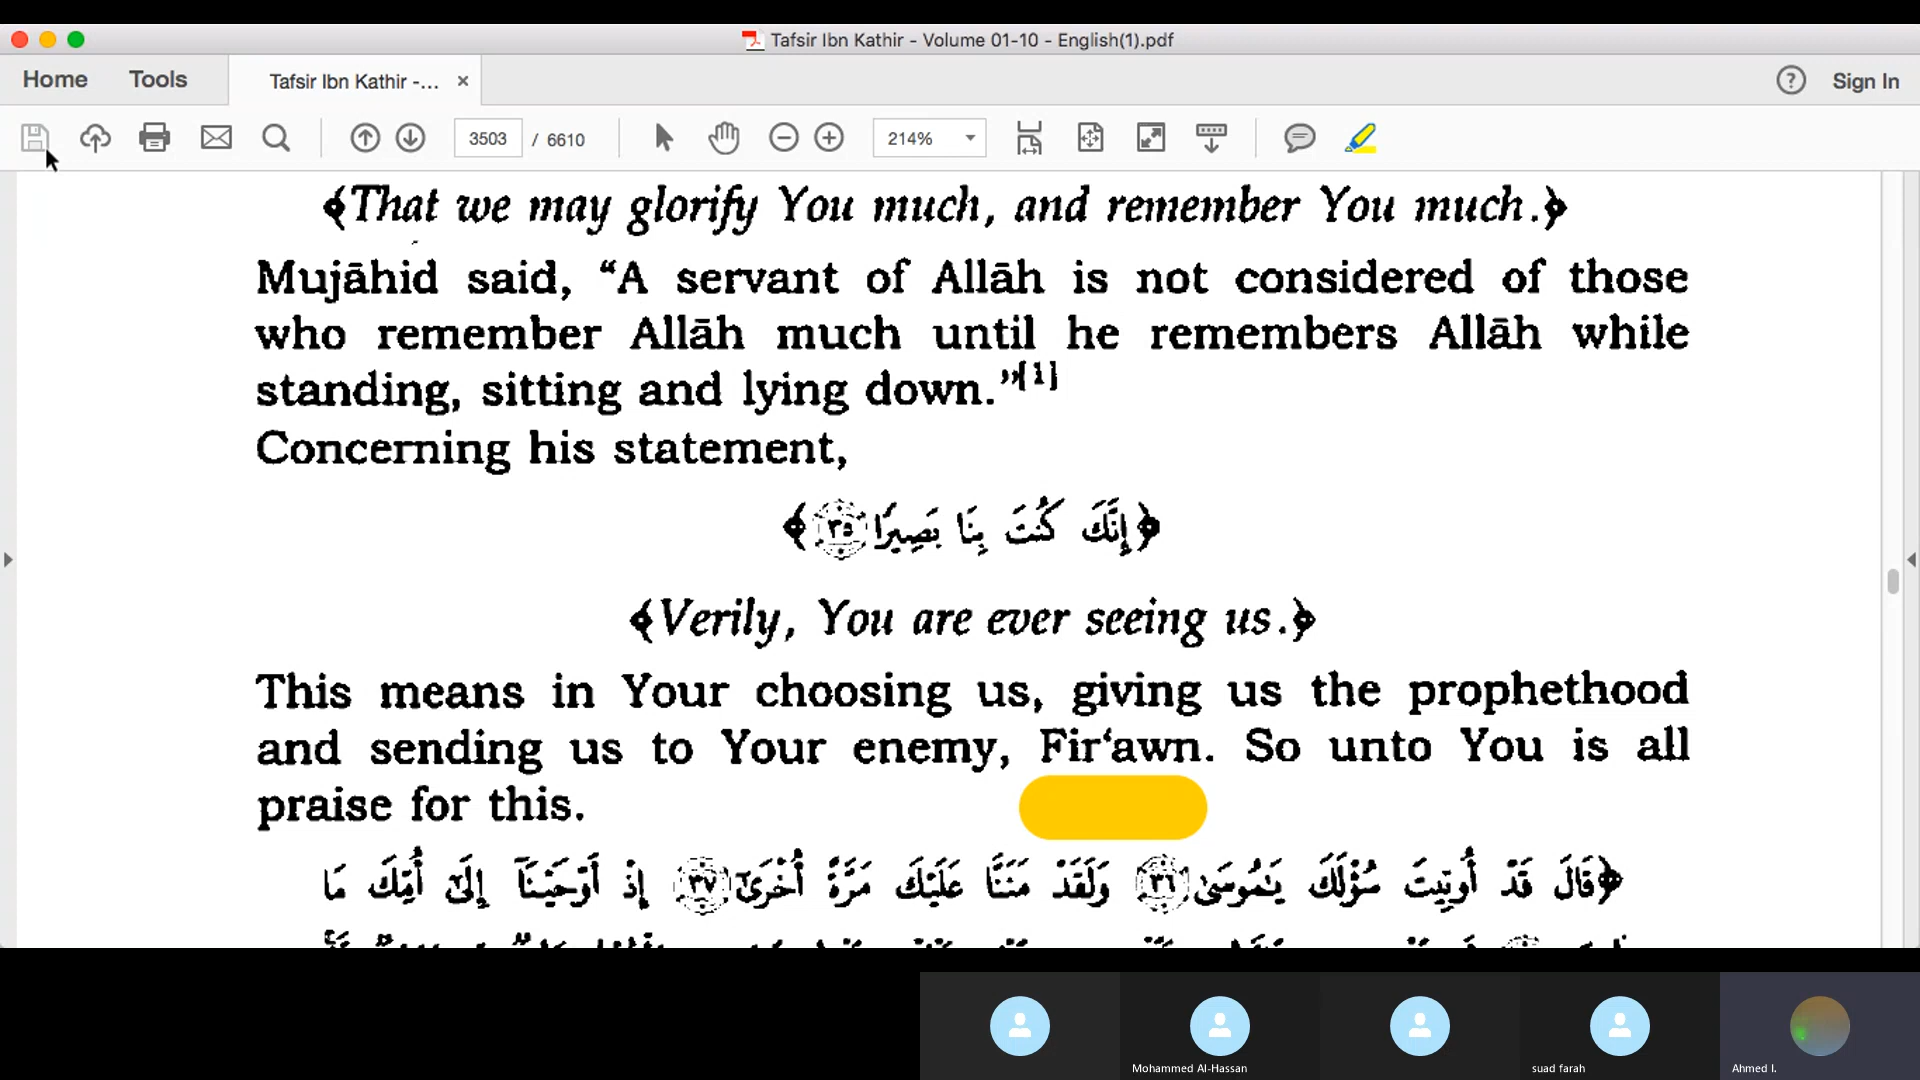 Tafsir Ibn Kathir - Volume 01-10 - English(1).pdf
Home Tools Tafsir Ibn Kathir -... × ? Sign In
3503 / 6610 214%
﴾That we may glorify You much, and remember You much.﴿
Mujāhid said, “A servant of Allāh is not considered of those
who remember Allāh much until he remembers Allāh while
standing, sitting and lying down.”[1]
Concerning his statement,
﴿إِنَّكَ كُنتَ بِنَا بَصِيرًا ٣٥﴾
﴾Verily, You are ever seeing us.﴿
This means in Your choosing us, giving us the prophethood
and sending us to Your enemy, Fir‘awn. So unto You is all
praise for this.
﴿قَالَ قَدْ أُوتِيتَ سُؤْلَكَ يَـٰمُوسَىٰ ٣٦ وَلَقَدْ مَنَنَّا عَلَيْكَ مَرَّةً أُخْرَىٰٓ ٣٧ إِذْ أَوْحَيْنَآ إِلَىٰٓ أُمِّكَ مَا
Mohammed Al-Hassan suad farah Ahmed I.